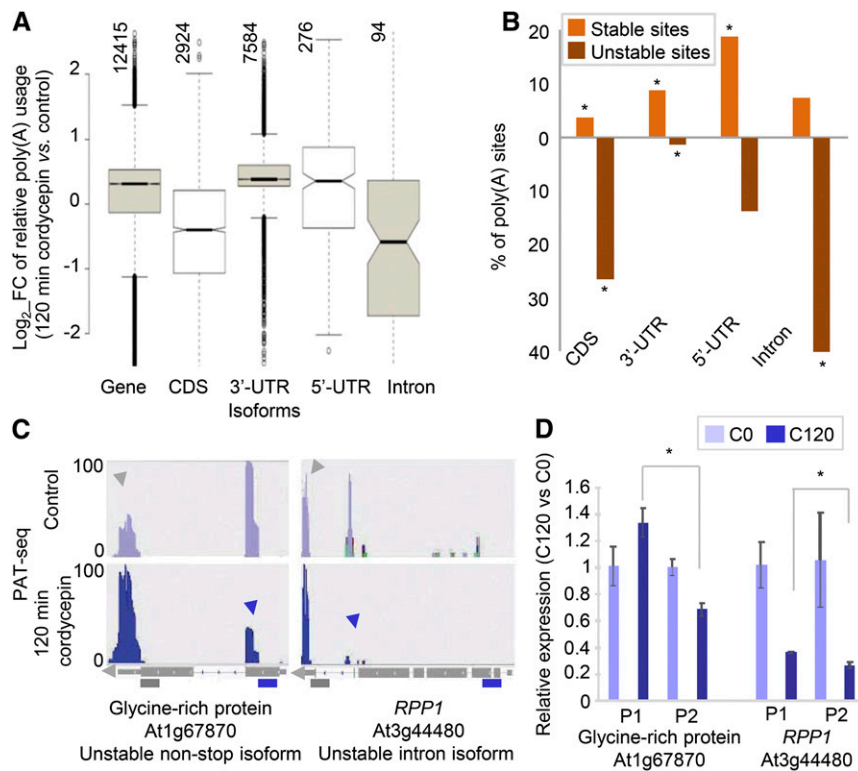 A
Log2_FC of relative poly(A) usage
(120 min cordycepin vs. control)
2
1
0
-1
-2
12415
2924
7584
276
94
Gene
CDS
3’-UTR
5’-UTR
Intron
Isoforms
B
% of poly(A) sites
20
10
0
10
20
30
40
Stable sites
Unstable sites
*
*
*
*
*
*
CDS
3’-UTR
5’-UTR
Intron
C
PAT-seq
Control
120 min
cordycepin
100
0
100
0
Glycine-rich protein
At1g67870
Unstable non-stop isoform
RPP1
At3g44480
Unstable intron isoform
D
C0
C120
Relative expression (C120 vs C0)
1.6
1.4
1.2
1
0.8
0.6
0.4
0.2
0
*
*
P1
P2
P1
P2
Glycine-rich protein
At1g67870
RPP1
At3g44480